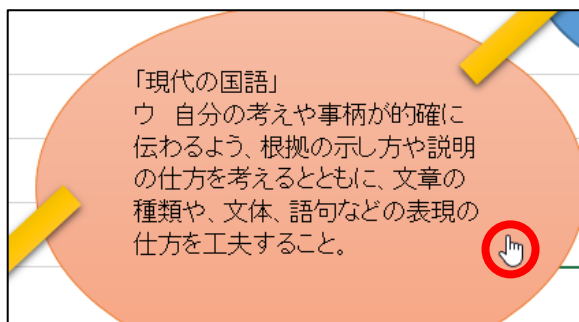 「現代の国語」
ウ　自分の考えや事柄が的確に
伝わるよう、根拠の示し方や説明
の仕方を考えるとともに、文章の
種類や、文体、語句などの表現の
仕方を工夫すること。